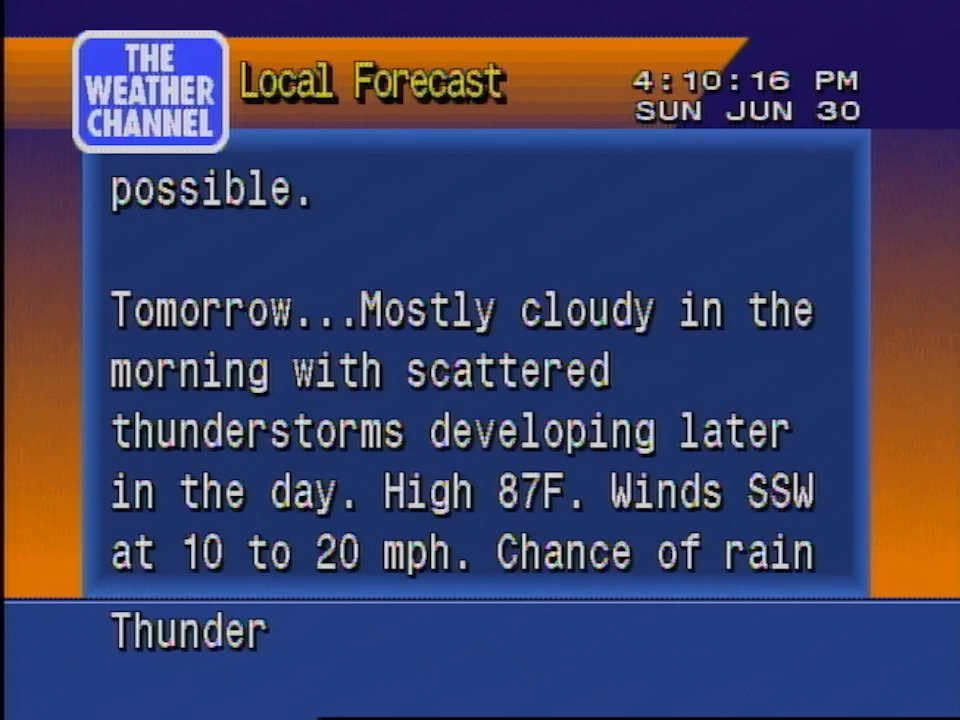 THE
WEATHER
CHANNEL
Local Forecast
4:10:16 PM
SUN JUN 30
possible.
Tomorrow...Mostly cloudy in the
morning with scattered
thunderstorms developing later
in the day. High 87F. Winds SSW
at 10 to 20 mph. Chance of rain
Thunder